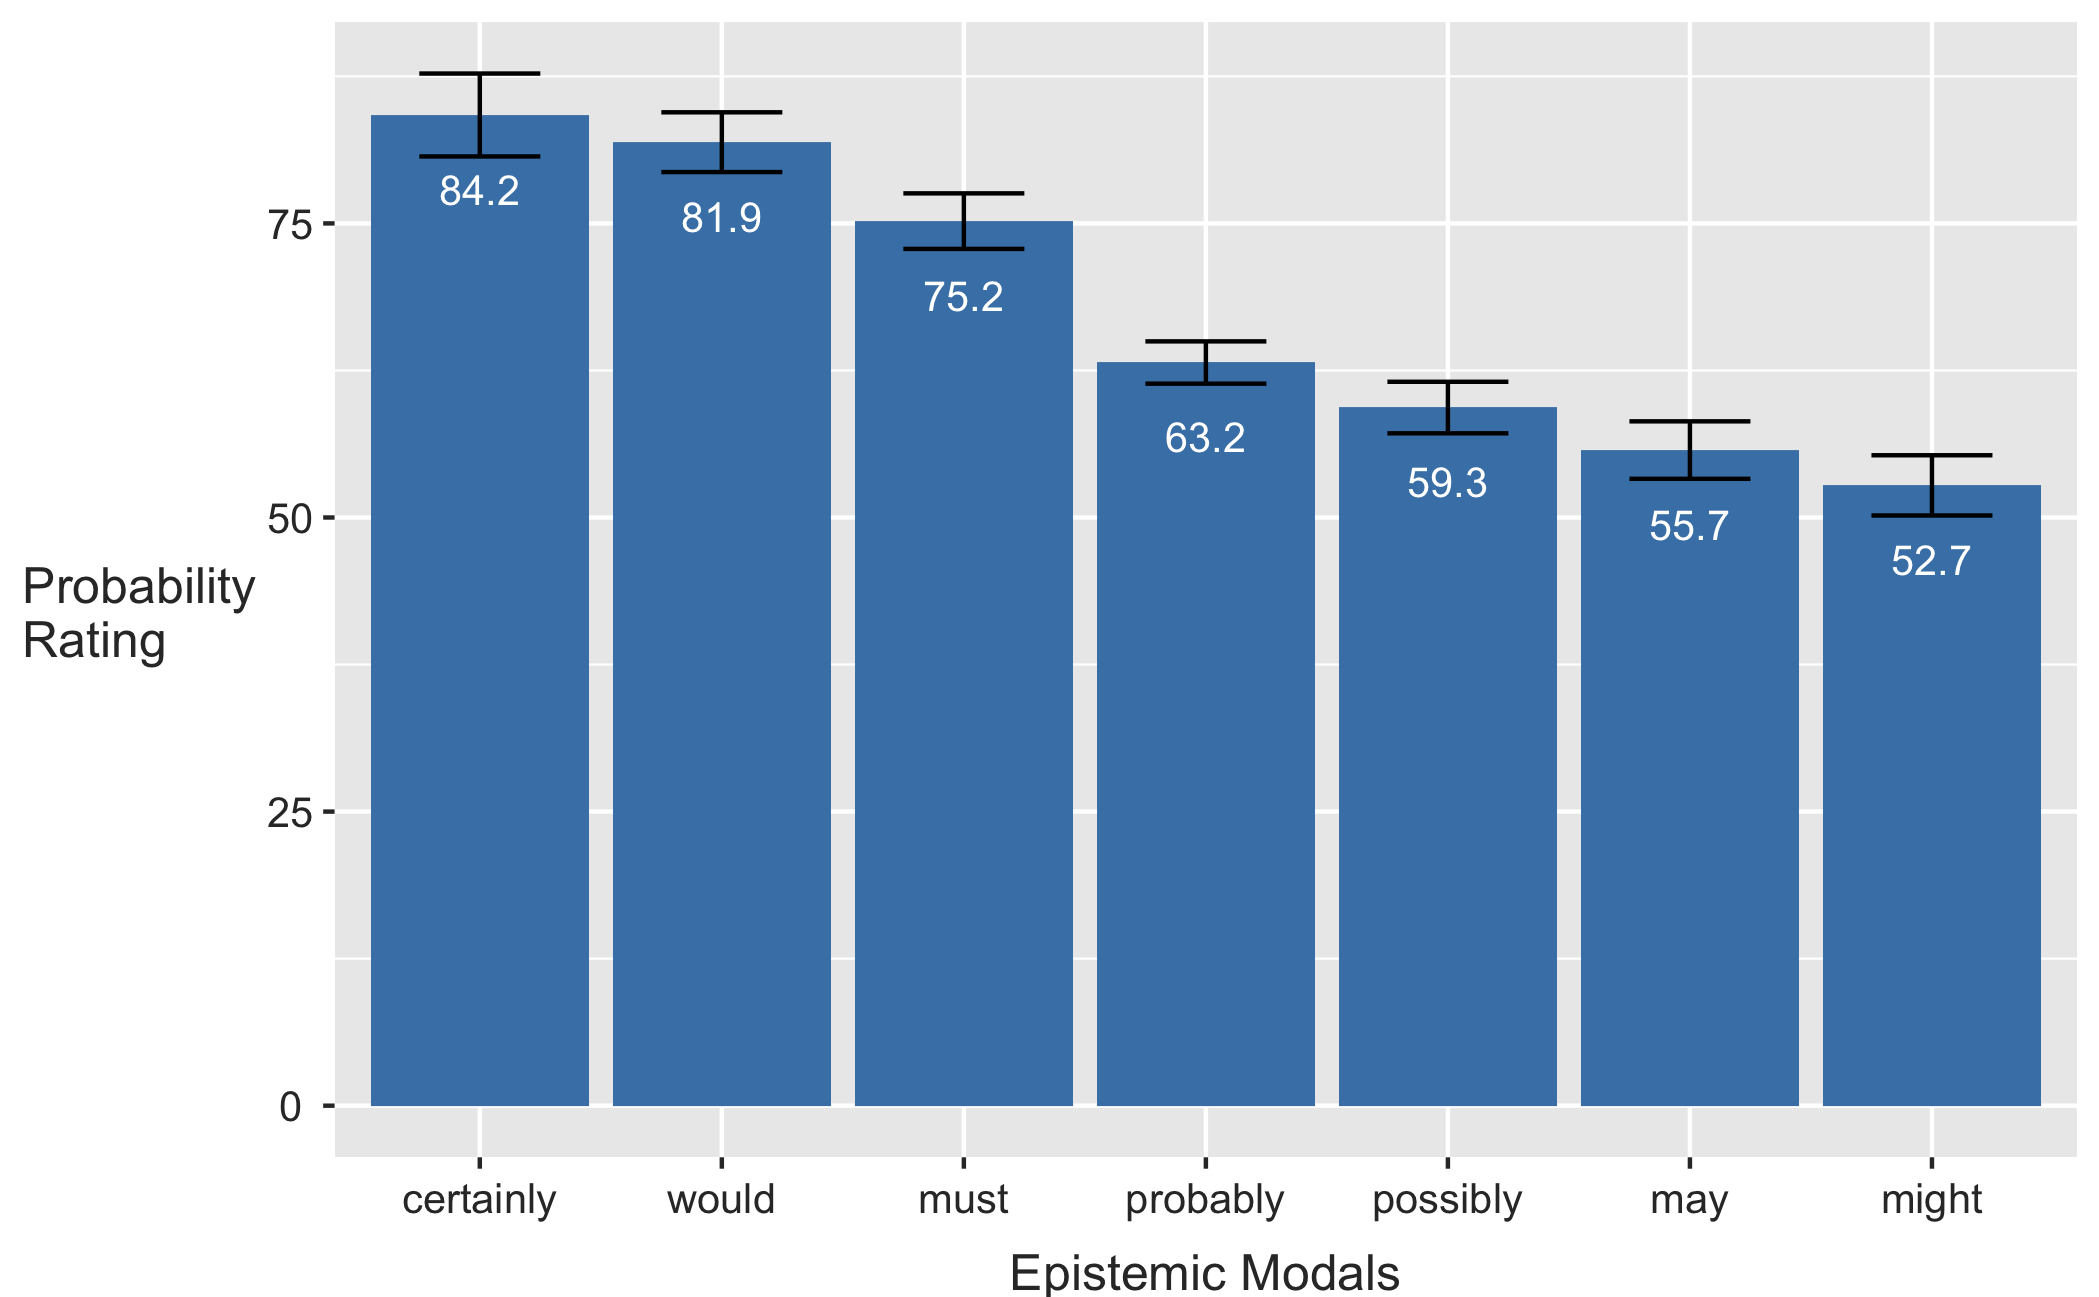 84.2
81.9
75.2
63.2
59.3
55.7
52.7
75
50
25
0
Probability
Rating
certainly would must probably possibly may might
Epistemic Modals